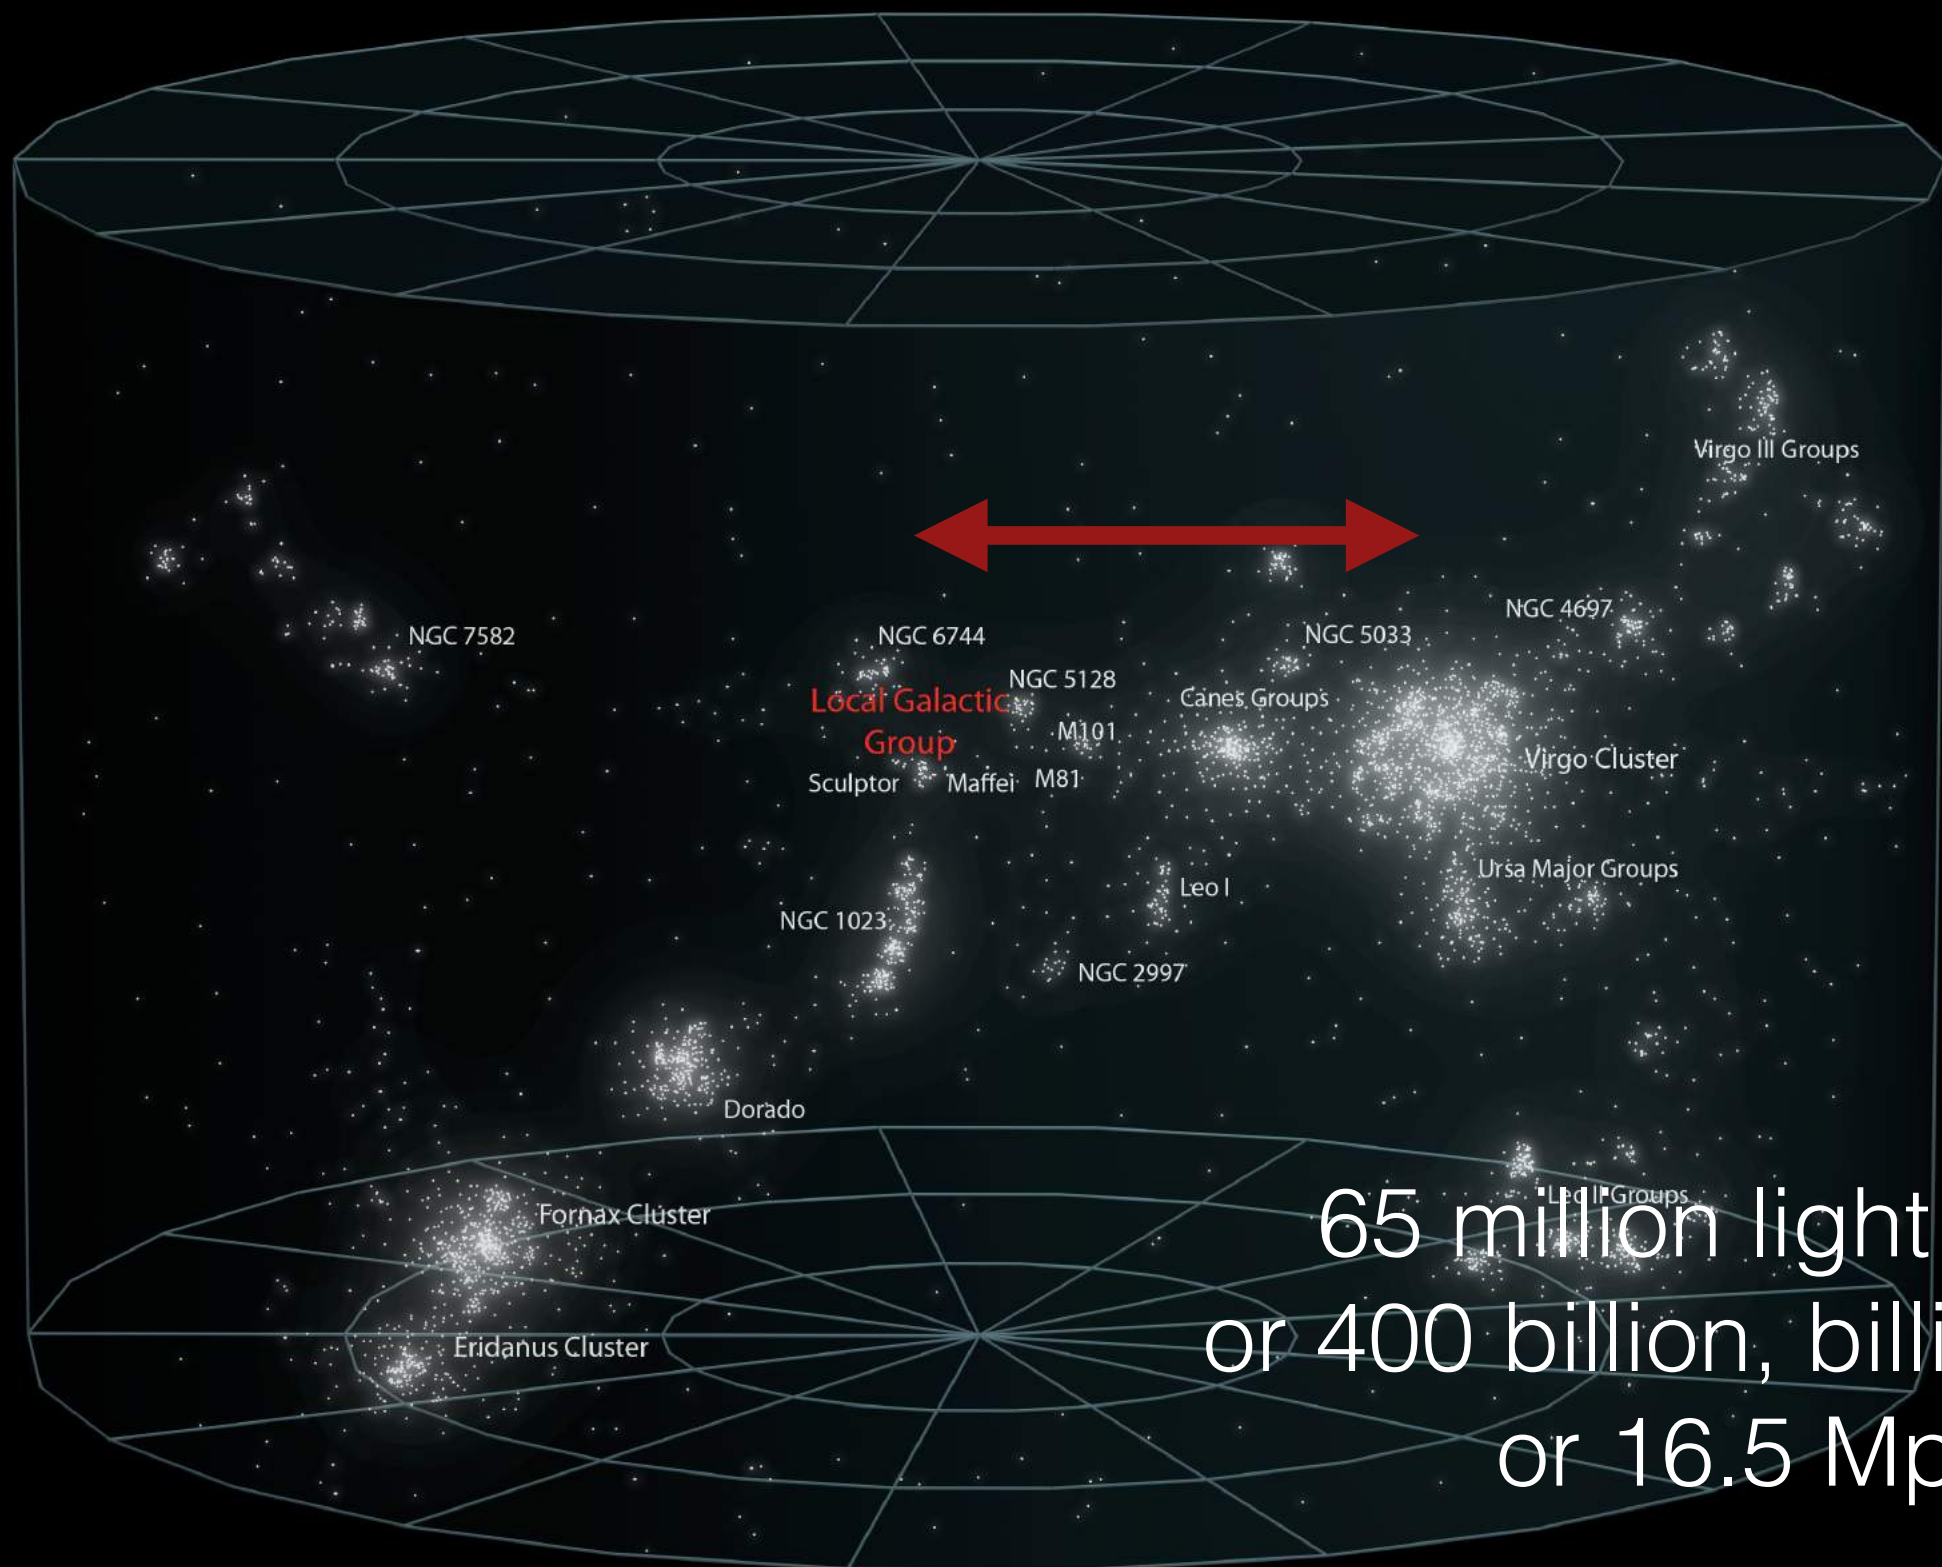 Virgo III Groups
NGC 4697
NGC 7582
NGC 6744
NGC 5033
NGC 5128
Local Galactic
Group
Canes Groups
M101
Virgo Cluster
Sculptor
Maffei
M81
Ursa Major Groups
Leo I
NGC 1023
NGC 2997
Dorado
Leo II Groups
Fornax Cluster
65 million light
or 400 billion, billi
Eridanus Cluster
or 16.5 Mp